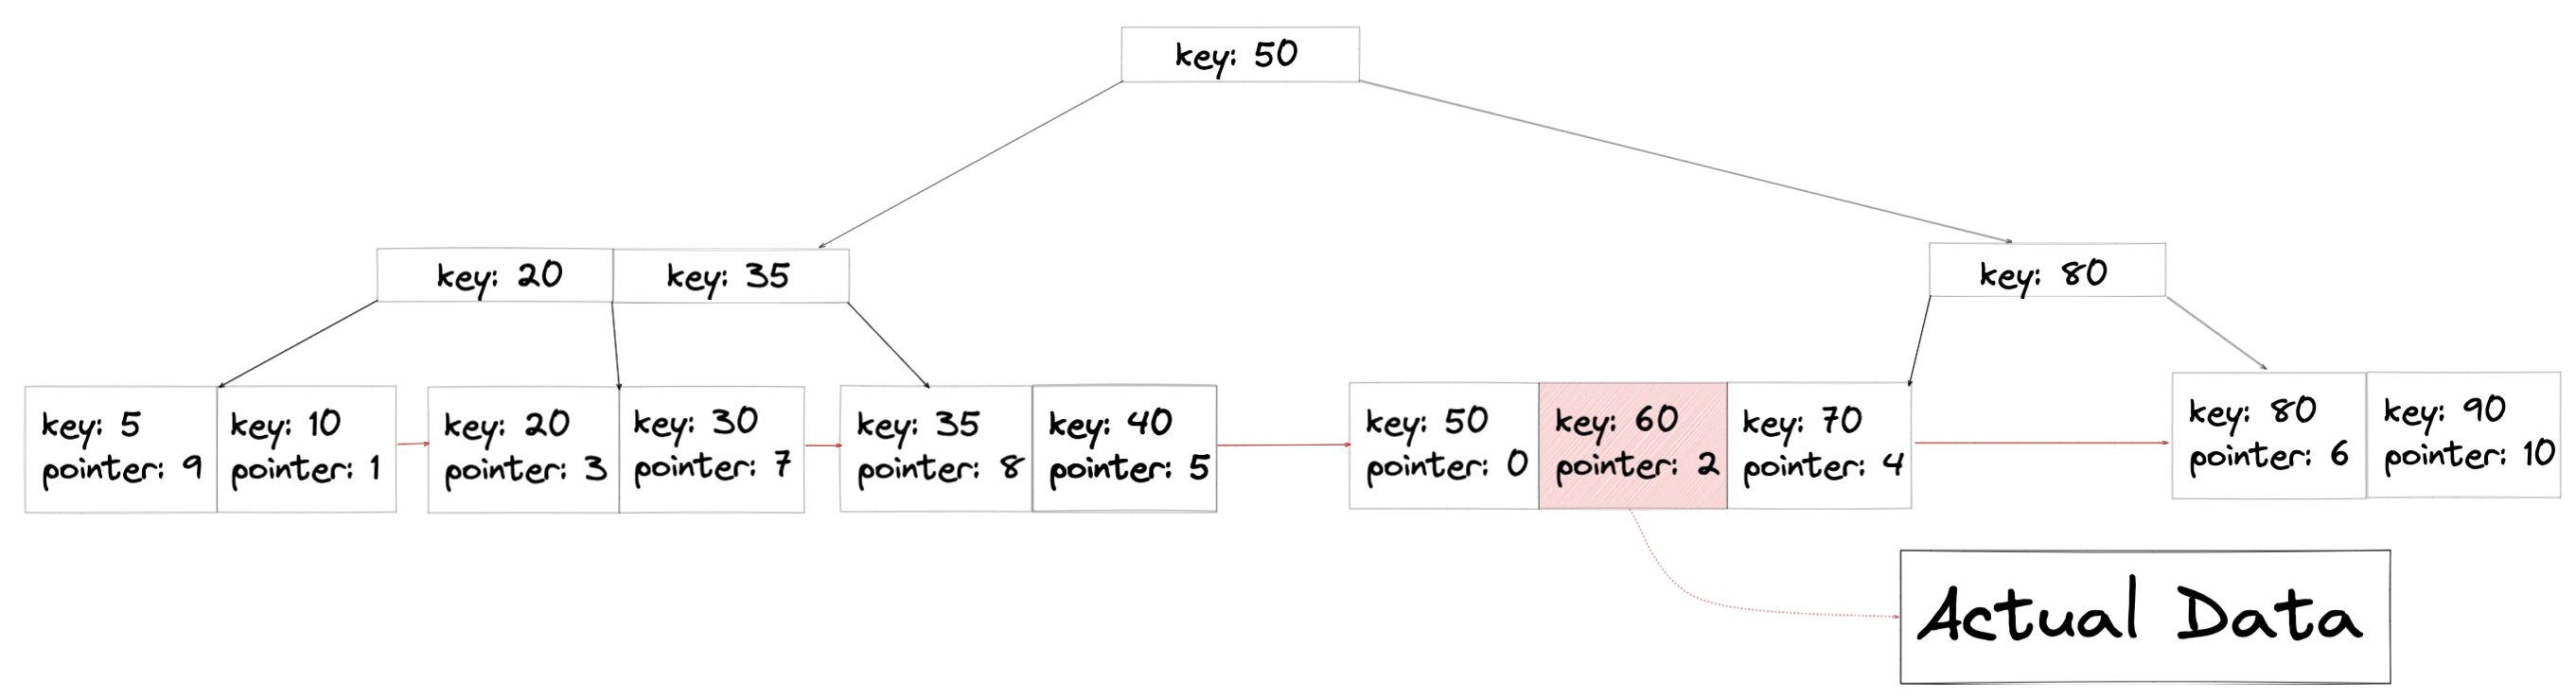 key: 50
key: 20
key: 35
key: 80
key: 5
pointer: 9
key: 10
pointer: 1
key: 20
pointer: 3
key: 30
pointer: 7
key: 35
pointer: 8
key: 40
pointer: 5
key: 50
pointer: 0
key: 60
pointer: 2
key: 70
pointer: 4
key: 80
pointer: 6
key: 90
pointer: 10
Actual Data